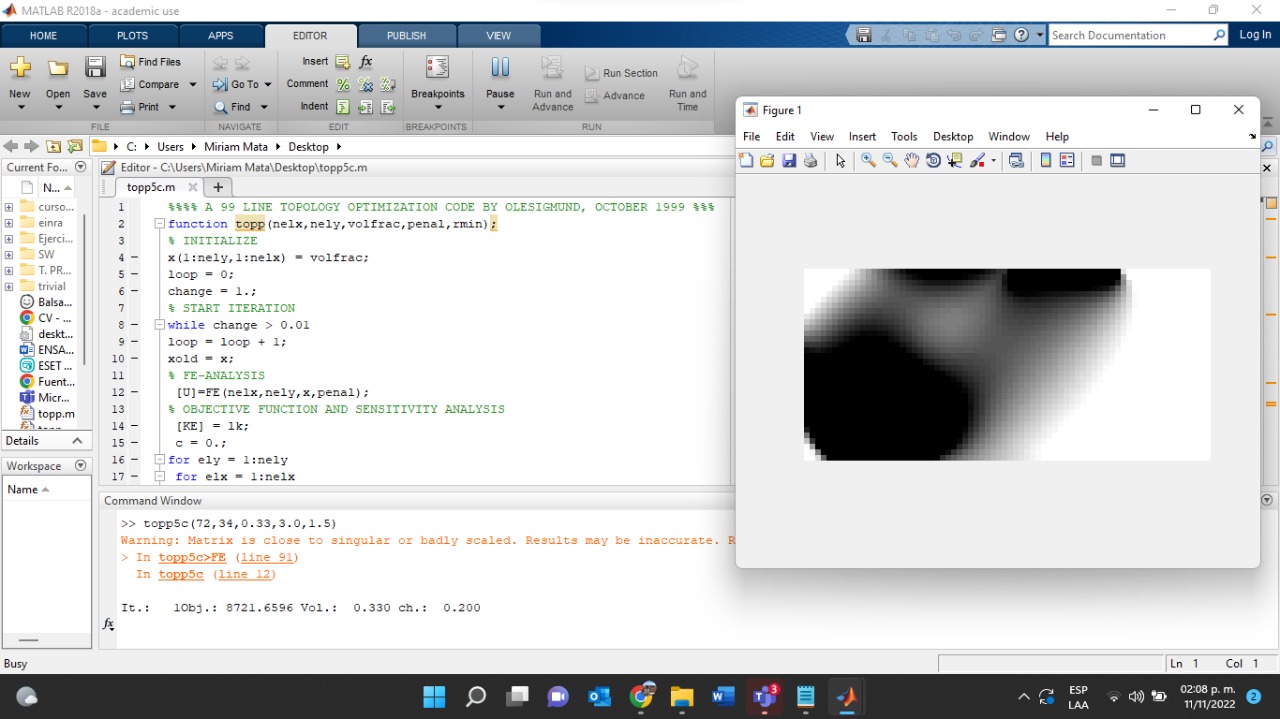 MATLAB R2018a - academic use
HOME PLOTS APPS EDITOR PUBLISH VIEW Search Documentation Log In
New Open Save Find Files Compare Print
Go To Find
Insert fx
Comment
Indent
Breakpoints
Pause Run and Advance Run Section Advance Run and Time
FILE NAVIGATE EDIT BREAKPOINTS RUN
C: Users Miriam Mata Desktop
Current Fo...
N...
curso...
einra
Ejerci...
SW
T. PR...
trivial
Balsa...
CV - ...
deskt...
ENSA...
ESET ...
Fuent...
Micr...
topp.m
Details
Workspace
Name
Editor - C:\Users\Miriam Mata\Desktop\topp5c.m
topp5c.m +
1 %%%% A 99 LINE TOPOLOGY OPTIMIZATION CODE BY OLESIGMUND, OCTOBER 1999 %%%
2 function topp(nelx,nely,volfrac,penal,rmin);
3 % INITIALIZE
4 – x(1:nely,1:nelx) = volfrac;
5 – loop = 0;
6 – change = 1.;
7 % START ITERATION
8 – while change > 0.01
9 – loop = loop + 1;
10 – xold = x;
11 % FE-ANALYSIS
12 – [U]=FE(nelx,nely,x,penal);
13 % OBJECTIVE FUNCTION AND SENSITIVITY ANALYSIS
14 – [KE] = lk;
15 – c = 0.;
16 – for ely = 1:nely
17 – for elx = 1:nelx
Command Window
>> topp5c(72,34,0.33,3.0,1.5)
Warning: Matrix is close to singular or badly scaled. Results may be inaccurate. R
> In topp5c>FE (line 91)
In topp5c (line 12)
It.: 1Obj.: 8721.6596 Vol.: 0.330 ch.: 0.200
fx
Figure 1
File Edit View Insert Tools Desktop Window Help
Busy
Ln 1 Col 1
ESP
LAA
02:08 p. m.
11/11/2022
3
2